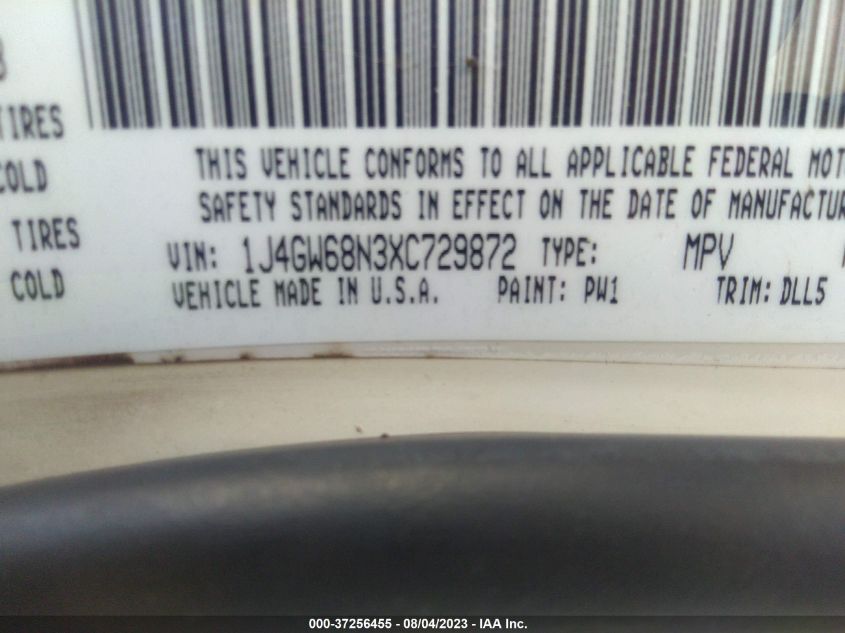 TIRES
COLD
THIS VEHICLE CONFORMS TO ALL APPLICABLE FEDERAL MOT
SAFETY STANDARDS IN EFFECT ON THE DATE OF MANUFACTUR
TIRES
VIN: 1J4GW68N3XC729872 TYPE: MPV
COLD
VEHICLE MADE IN U.S.A. PAINT: PW1 TRIM: DLL5
000-37256455 - 08/04/2023 - IAA Inc.